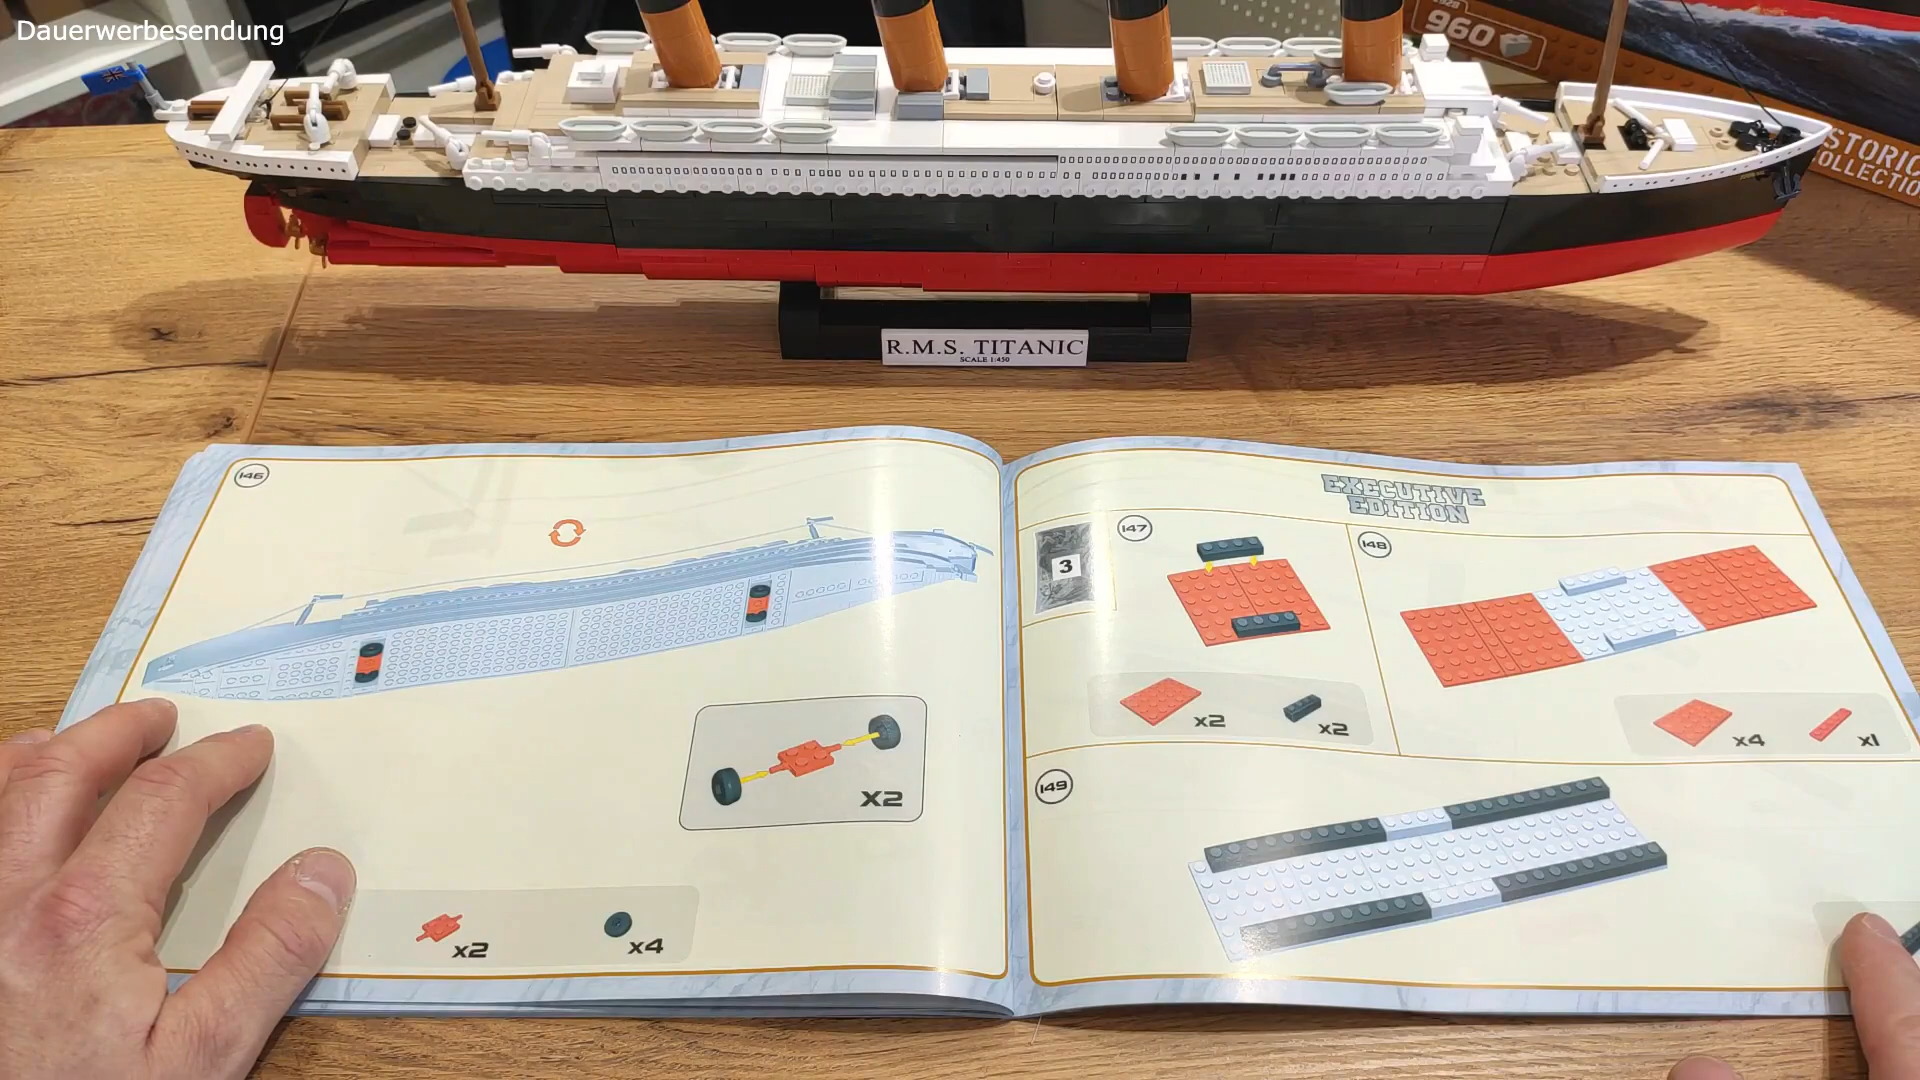 Dauerwerbesendung
960
STORIC
COLLECTIO
R.M.S. TITANIC
SCALE 1:450
146
X2
x2
x4
EXECUTIVE
EDITION
3
147
x2
x2
148
x4
x1
149